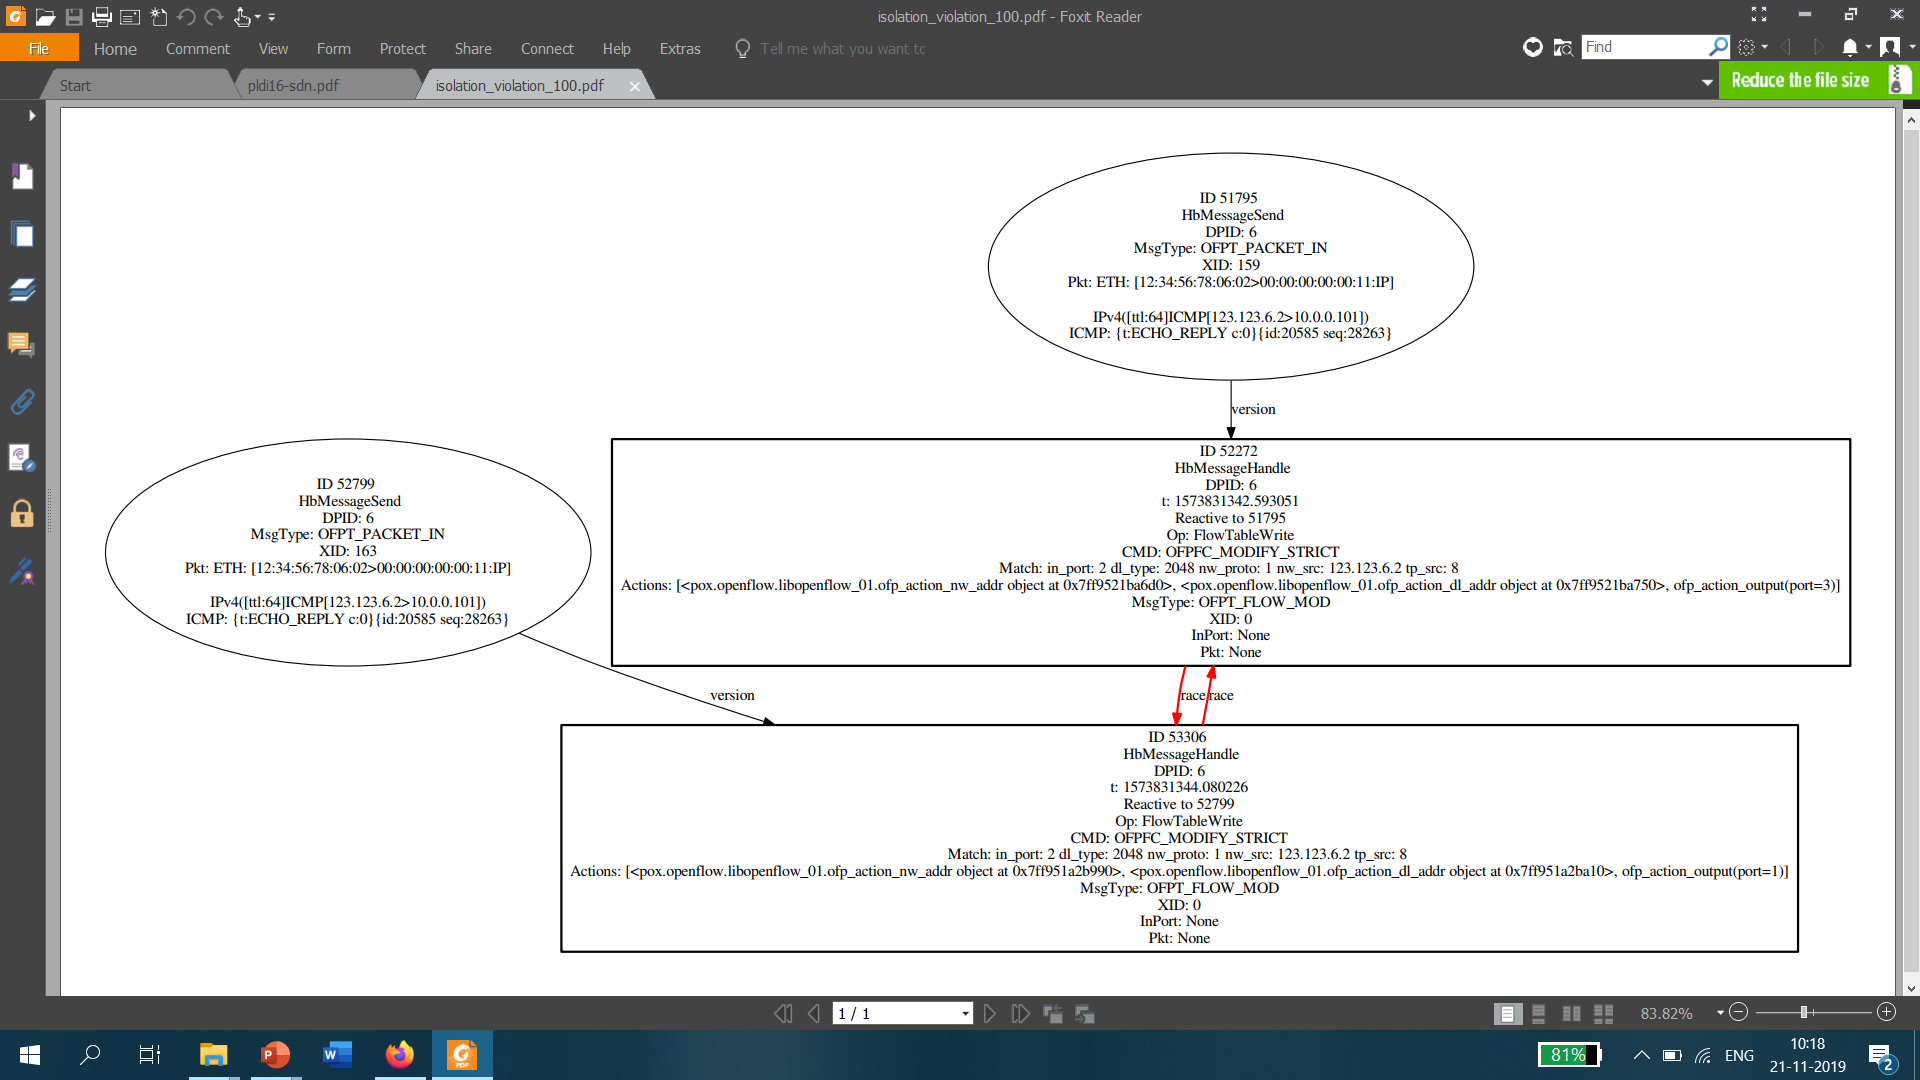 isolation_violation_100.pdf - Foxit Reader
File Home Comment View Form Protect Share Connect Help Extras Tell me what you want to Find
Start pldi16-sdn.pdf isolation_violation_100.pdf Reduce the file size
ID 51795
HbMessageSend
DPID: 6
MsgType: OFPT_PACKET_IN
XID: 159
Pkt: ETH: [12:34:56:78:06:02>00:00:00:00:00:11:IP]
IPv4([ttl:64]ICMP[123.123.6.2>10.0.0.101])
ICMP: {t:ECHO_REPLY c:0}{id:20585 seq:28263}
version
ID 52799
HbMessageSend
DPID: 6
MsgType: OFPT_PACKET_IN
XID: 163
Pkt: ETH: [12:34:56:78:06:02>00:00:00:00:00:11:IP]
IPv4([ttl:64]ICMP[123.123.6.2>10.0.0.101])
ICMP: {t:ECHO_REPLY c:0}{id:20585 seq:28263}
ID 52272
HbMessageHandle
DPID: 6
t: 1573831342.593051
Reactive to 51795
Op: FlowTableWrite
CMD: OFPFC_MODIFY_STRICT
Match: in_port: 2 dl_type: 2048 nw_proto: 1 nw_src: 123.123.6.2 tp_src: 8
Actions: [<pox.openflow.libopenflow_01.ofp_action_nw_addr object at 0x7ff9521ba6d0>, <pox.openflow.libopenflow_01.ofp_action_dl_addr object at 0x7ff9521ba750>, ofp_action_output(port=3)]
MsgType: OFPT_FLOW_MOD
XID: 0
InPort: None
Pkt: None
version race race
ID 53306
HbMessageHandle
DPID: 6
t: 1573831344.080226
Reactive to 52799
Op: FlowTableWrite
CMD: OFPFC_MODIFY_STRICT
Match: in_port: 2 dl_type: 2048 nw_proto: 1 nw_src: 123.123.6.2 tp_src: 8
Actions: [<pox.openflow.libopenflow_01.ofp_action_nw_addr object at 0x7ff951a2b990>, <pox.openflow.libopenflow_01.ofp_action_dl_addr object at 0x7ff951a2ba10>, ofp_action_output(port=1)]
MsgType: OFPT_FLOW_MOD
XID: 0
InPort: None
Pkt: None
1 / 1 83.82%
81% ENG 10:18
21-11-2019 2